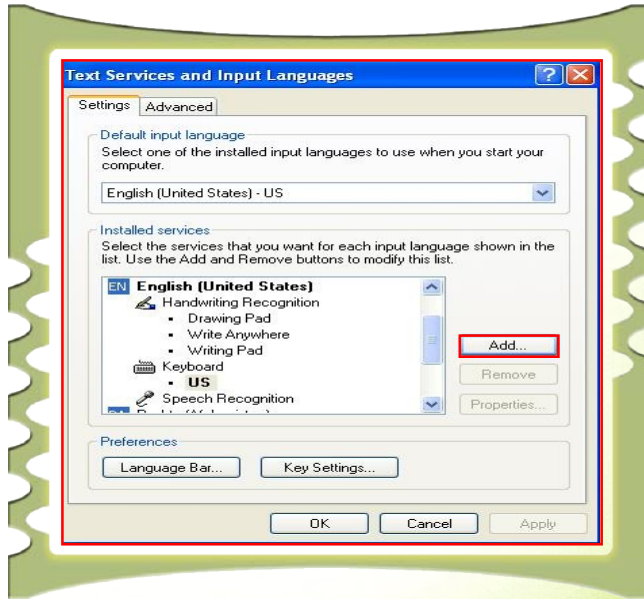 Text Services and Input Languages
Settings Advanced
Default input language
Select one of the installed input languages to use when you start your
computer.
English (United States) - US
Installed services
Select the services that you want for each input language shown in the
list. Use the Add and Remove buttons to modify this list.
EN English (United States)
Handwriting Recognition
• Drawing Pad
• Write Anywhere
• Writing Pad
Add...
Keyboard
Remove
• US
Speech Recognition
Properties...
Preferences
Language Bar... Key Settings...
OK Cancel Apply